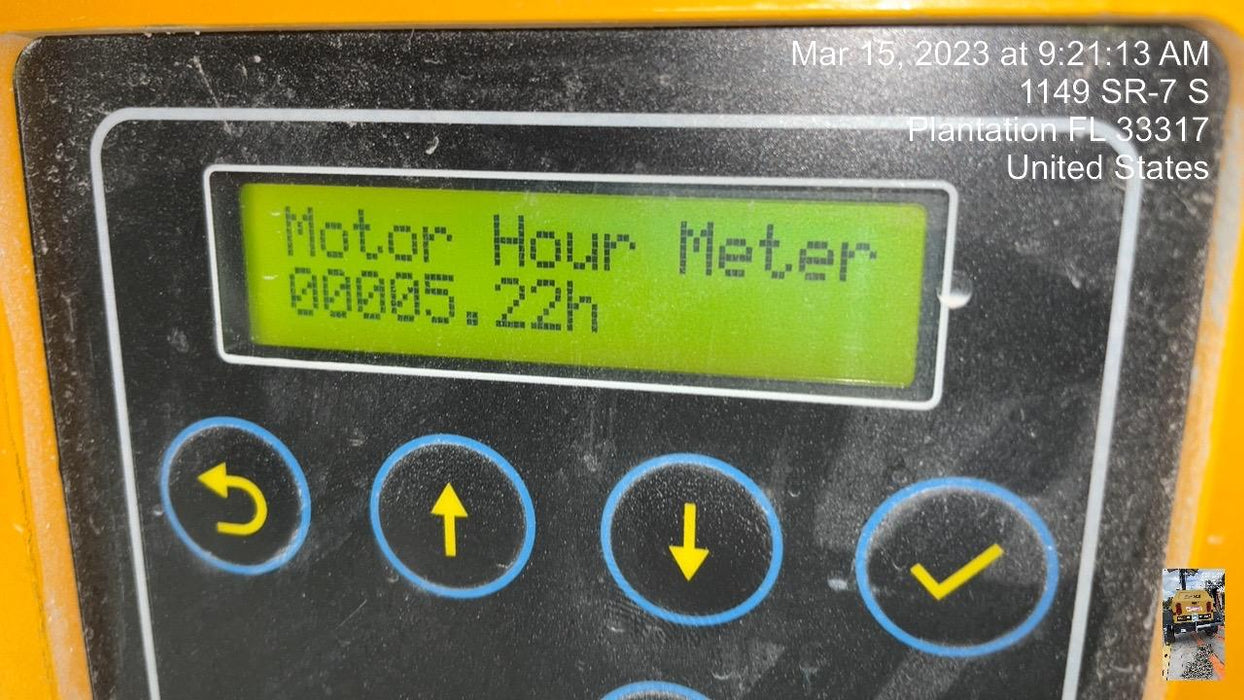 Mar 15, 2023 at 9:21:13 AM
1149 SR-7 S
Plantation FL 33317
United States
Motor Hour Meter
00005.22h